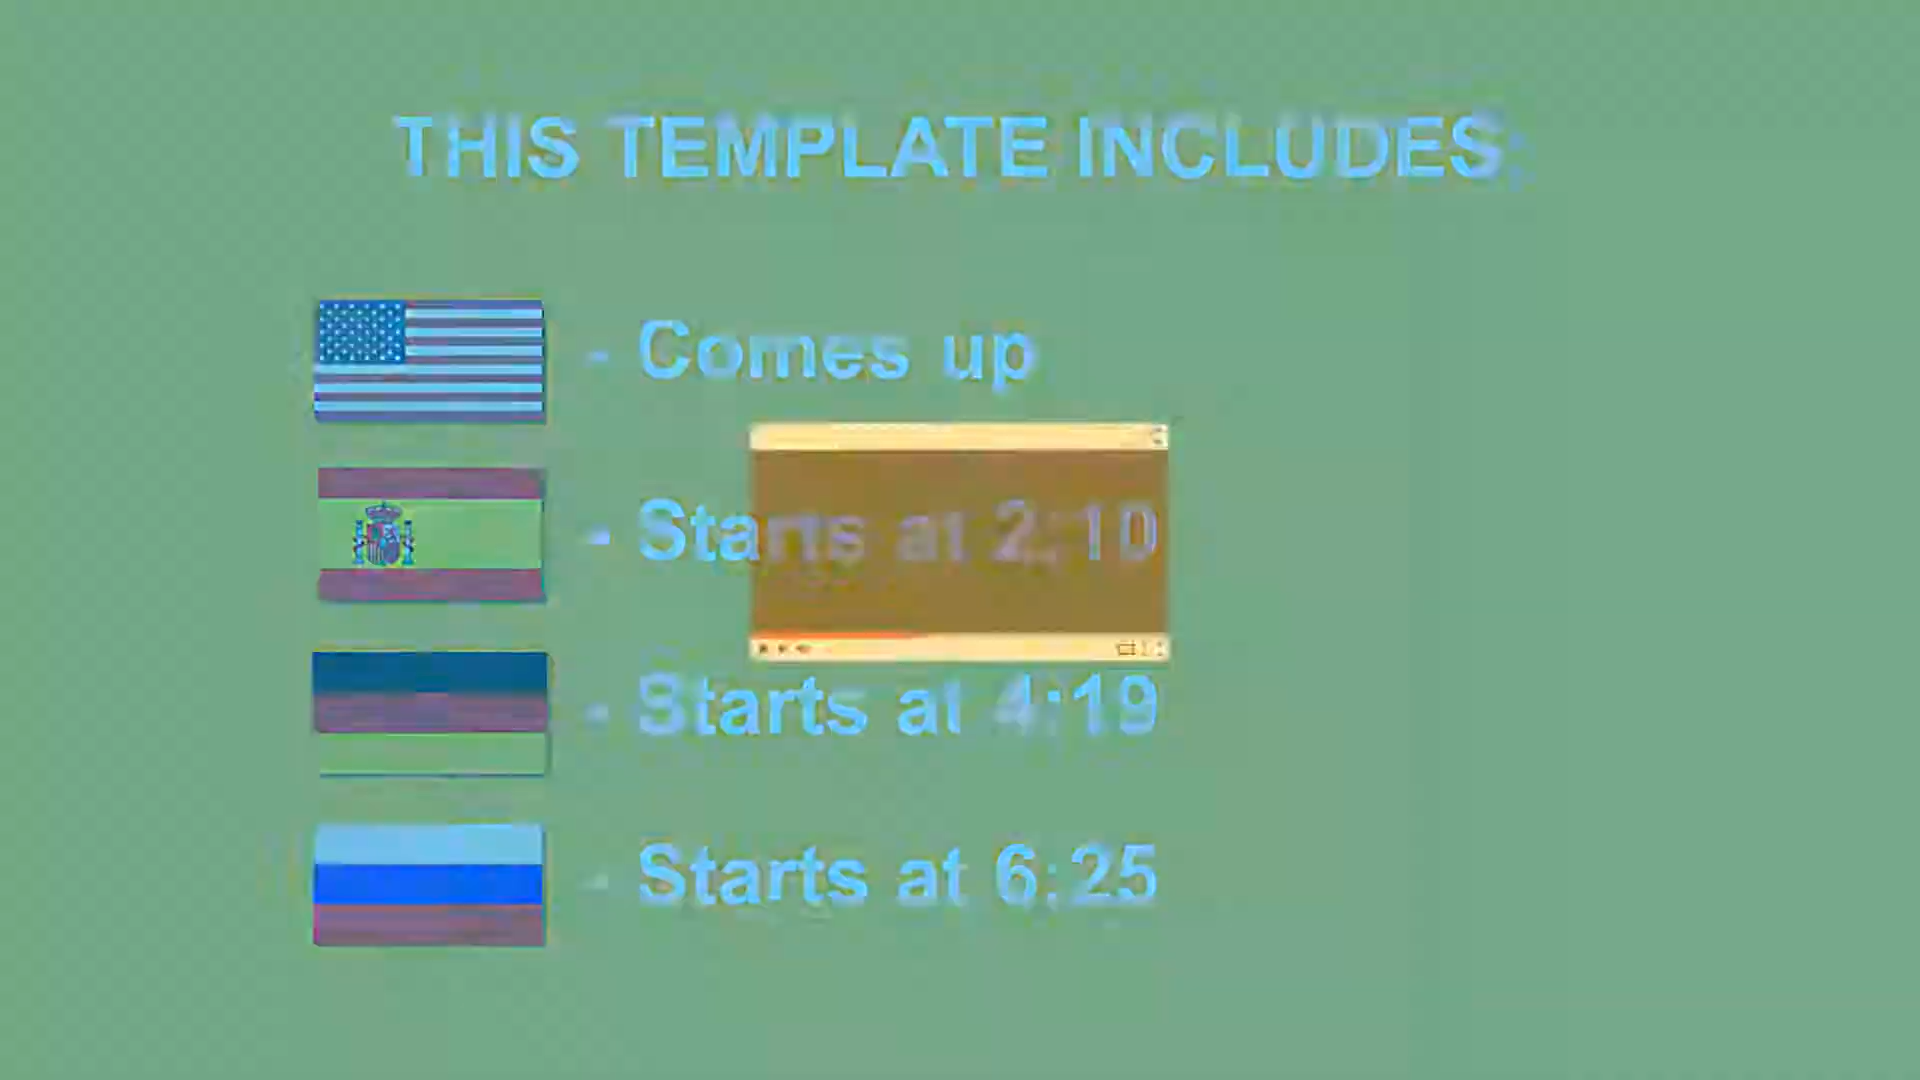 THIS TEMPLATE INCLUDES:
- Comes up
- Starts at 2:10
- Starts at 4:19
- Starts at 6:25